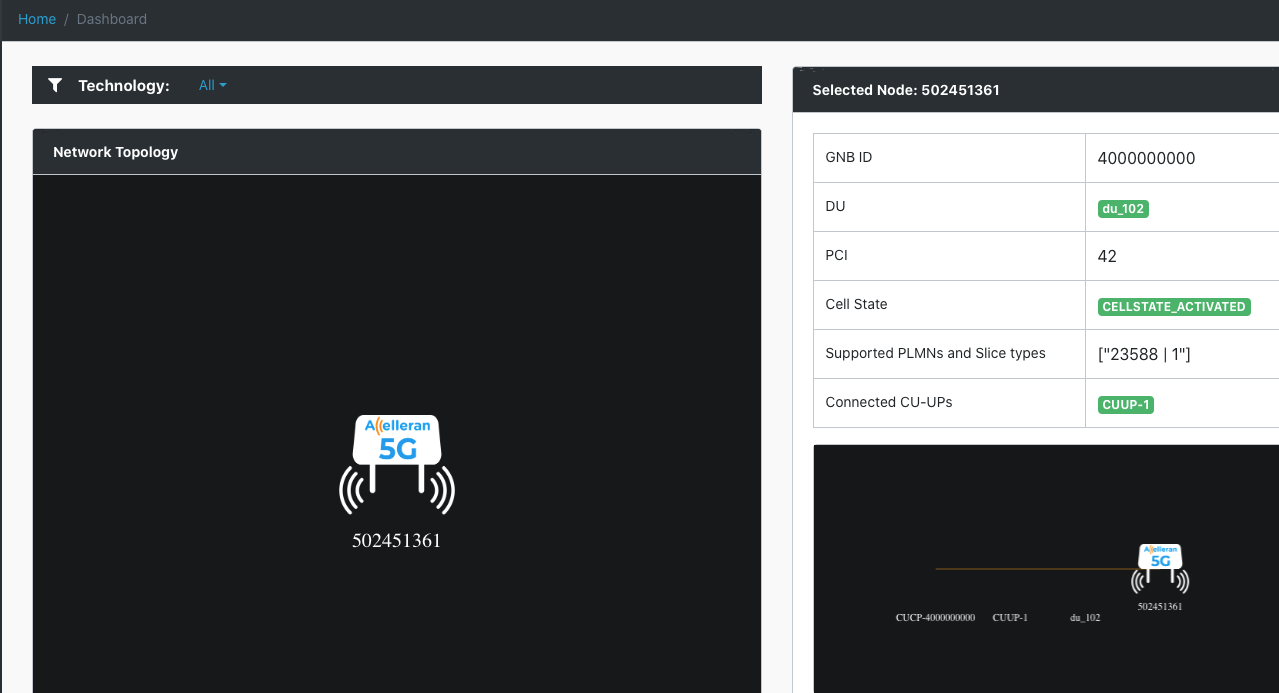 Home / Dashboard
Technology: All
Network Topology
Accelleran
5G
502451361
Selected Node: 502451361
GNB ID 4000000000
DU du_102
PCI 42
Cell State CELLSTATE_ACTIVATED
Supported PLMNs and Slice types ["23588 | 1"]
Connected CU-UPs CUUP-1
Accelleran
5G
502451361
CUCP-4000000000 CUUP-1 du_102